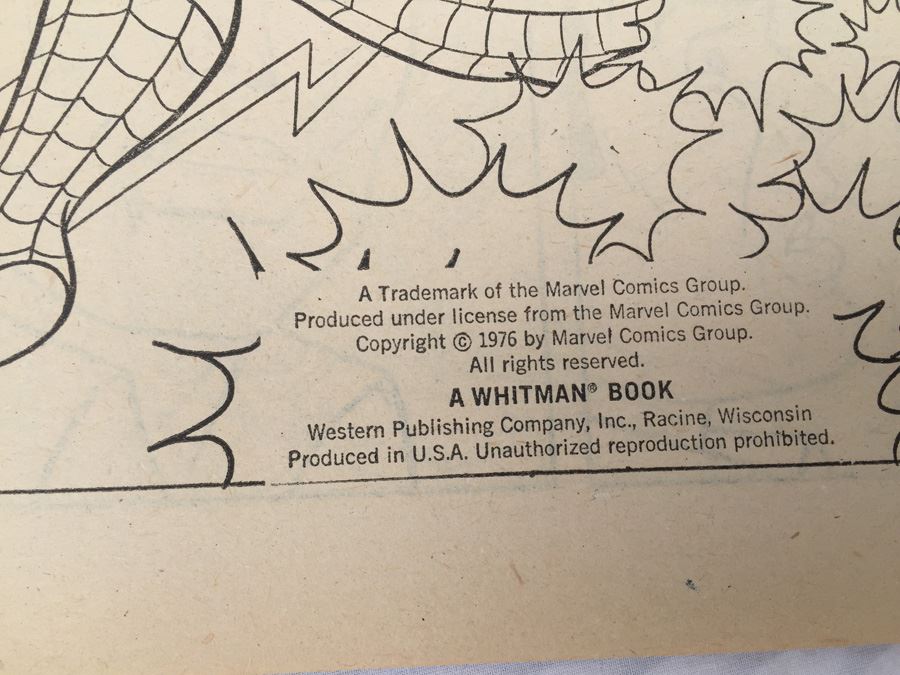 A Trademark of the Marvel Comics Group.
Produced under license from the Marvel Comics Group.
Copyright © 1976 by Marvel Comics Group.
All rights reserved.
A WHITMAN® BOOK
Western Publishing Company, Inc., Racine, Wisconsin
Produced in U.S.A. Unauthorized reproduction prohibited.